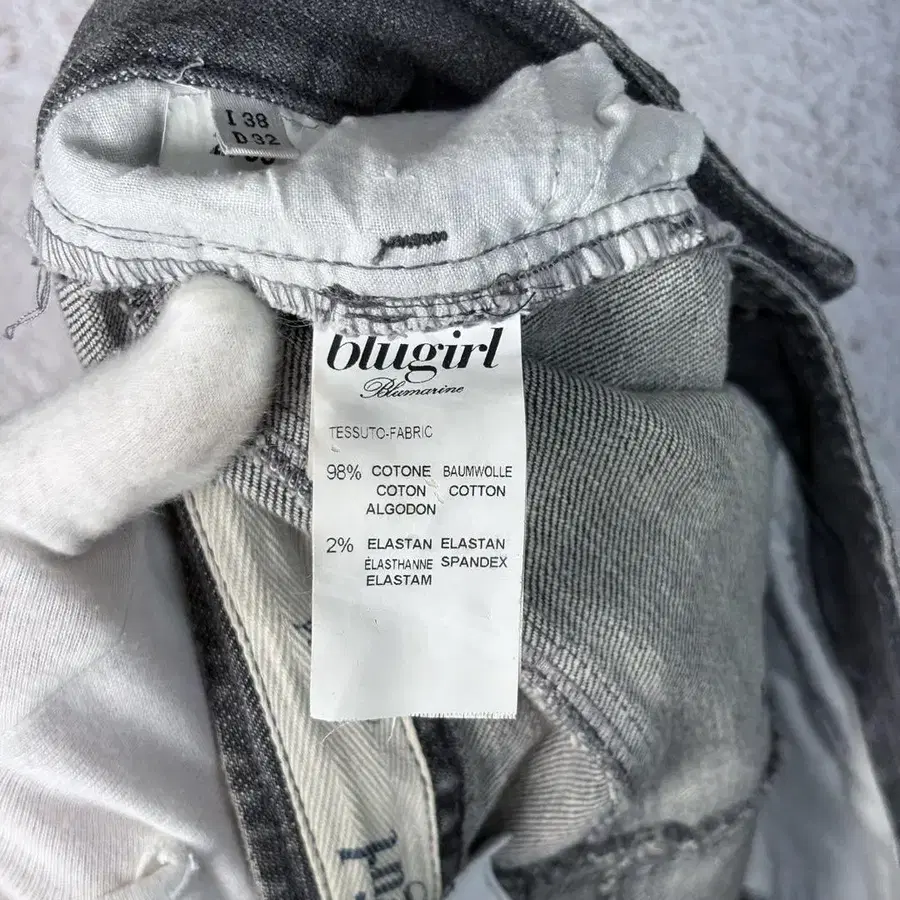 I 38
D 32
blugirl
Blumarine
TESSUTO-FABRIC
98% COTONE BAUMWOLLE
COTON COTTON
ALGODON
2% ELASTAN ELASTAN
ÉLASTHANNE SPANDEX
ELASTAM